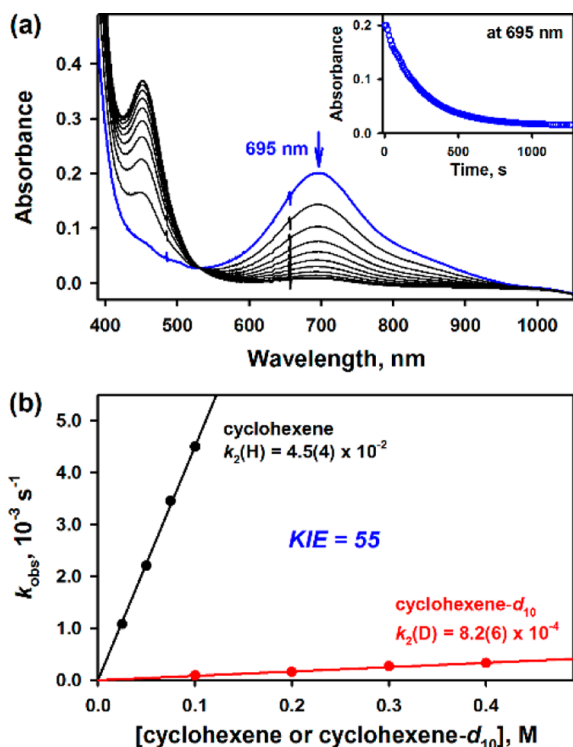 (a)
0.4
0.3
0.2
0.1
0.0
Absorbance
695 nm
0.2
0.1
0.0
Absorbance
at 695 nm
0
500
1000
Time, s
400
500
600
700
800
900
1000
Wavelength, nm
(b)
5.0
4.0
3.0
2.0
1.0
0.0
k_obs, 10⁻³ s⁻¹
cyclohexene
k₂(H) = 4.5(4) x 10⁻²
KIE = 55
cyclohexene-d₁₀
k₂(D) = 8.2(6) x 10⁻⁴
0.0
0.1
0.2
0.3
0.4
[cyclohexene or cyclohexene-d₁₀], M